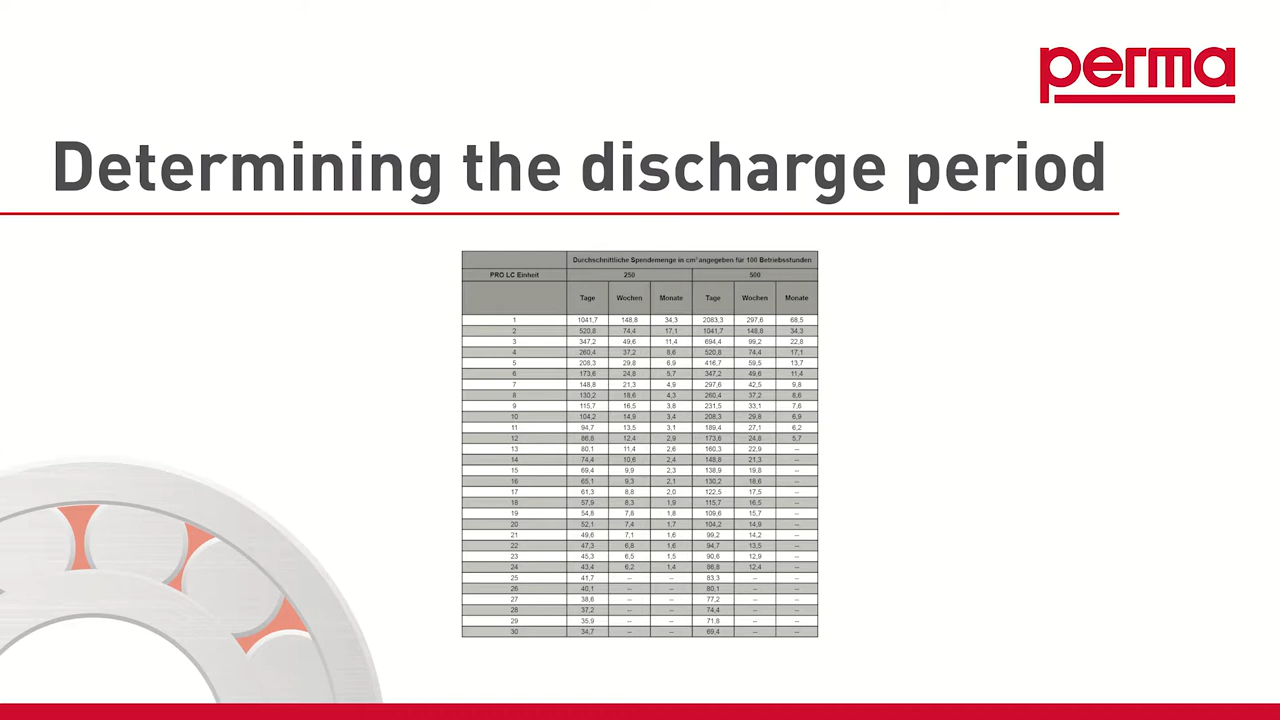 perma
Determining the discharge period
Durchschnittliche Spendemenge in cm³ angegeben für 100 Betriebsstunden
PRO LC Einheit 250 500
Tage Wochen Monate Tage Wochen Monate
1 1041,7 148,8 34,3 2083,3 297,6 68,5
2 520,8 74,4 17,1 1041,7 148,8 34,3
3 347,2 49,6 11,4 694,4 99,2 22,8
4 260,4 37,2 8,6 520,8 74,4 17,1
5 208,3 29,8 6,9 416,7 59,5 13,7
6 173,6 24,8 5,7 347,2 49,6 11,4
7 148,8 21,3 4,9 297,6 42,5 9,8
8 130,2 18,6 4,3 260,4 37,2 8,6
9 115,7 16,5 3,8 231,5 33,1 7,6
10 104,2 14,9 3,4 208,3 29,8 6,9
11 94,7 13,5 3,1 189,4 27,1 6,2
12 86,8 12,4 2,9 173,6 24,8 5,7
13 80,1 11,4 2,6 160,3 22,9 --
14 74,4 10,6 2,4 148,8 21,3 --
15 69,4 9,9 2,3 138,9 19,8 --
16 65,1 9,3 2,1 130,2 18,6 --
17 61,3 8,8 2,0 122,5 17,5 --
18 57,9 8,3 1,9 115,7 16,5 --
19 54,8 7,8 1,8 109,6 15,7 --
20 52,1 7,4 1,7 104,2 14,9 --
21 49,6 7,1 1,6 99,2 14,2 --
22 47,3 6,8 1,6 94,7 13,5 --
23 45,3 6,5 1,5 90,6 12,9 --
24 43,4 6,2 1,4 86,8 12,4 --
25 41,7 -- -- 83,3 -- --
26 40,1 -- -- 80,1 -- --
27 38,6 -- -- 77,2 -- --
28 37,2 -- -- 74,4 -- --
29 35,9 -- -- 71,8 -- --
30 34,7 -- -- 69,4 -- --